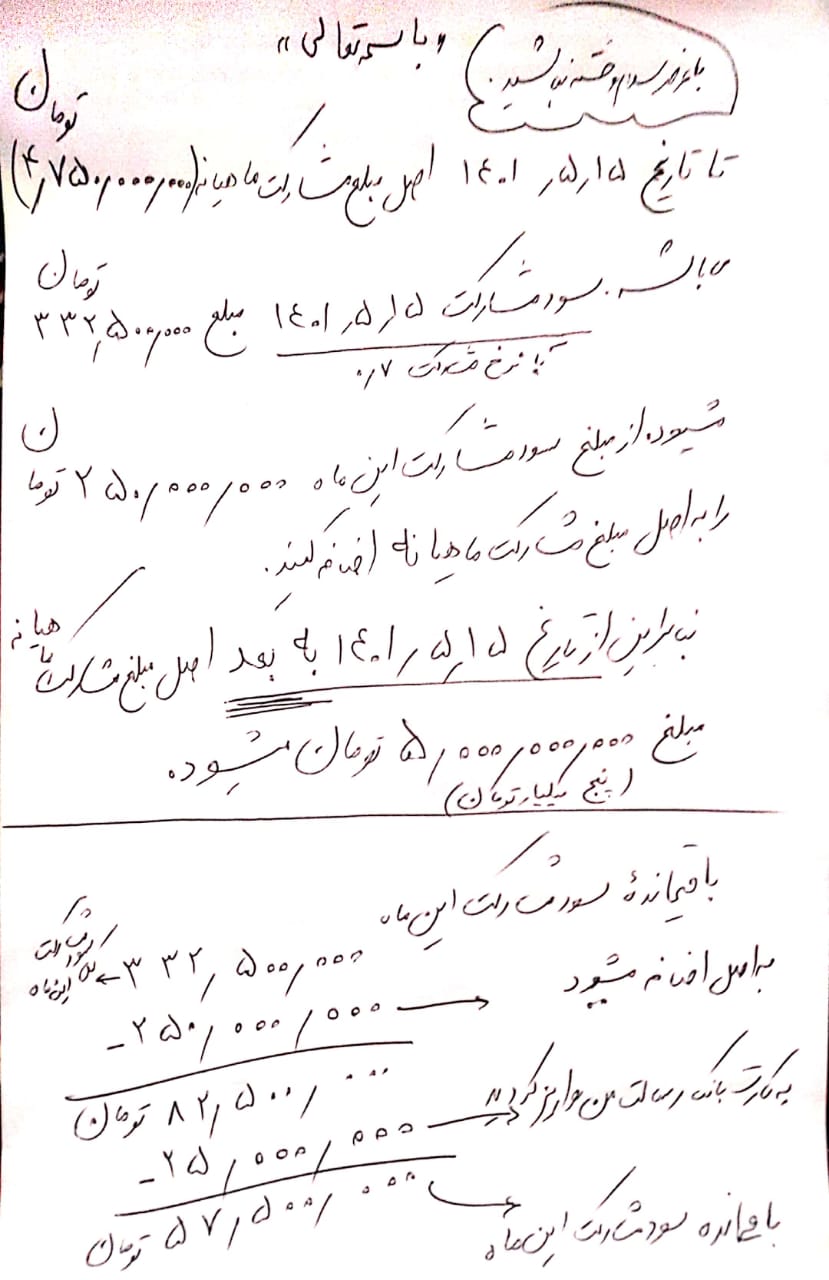 «باسمه تعالی»
با عرض سلام و خسته نباشید.
تا تاریخ ۱۴۰۱/۵/۱۵ اصل مبلغ مشارکت ماهیانه (۴/۷۵۰/۰۰۰/۰۰۰) تومان
می باشد. سود مشارکت ۱۴۰۱/۵/۱۵ مبلغ ۳۳۲/۵۰۰/۰۰۰ تومان
با نرخ مشارکت ۰/۷
میشود. از مبلغ سود مشارکت این ماه ۲۵۰/۰۰۰/۰۰۰ تومان
را به اصل مبلغ مشارکت ماهیانه اضافه کنید.
بنابراین از تاریخ ۱۴۰۱/۵/۱۵ به بعد اصل مبلغ مشارکت ماهیانه
مبلغ ۵/۰۰۰/۰۰۰/۰۰۰ تومان میشود.
(پنج میلیارد تومان)
باقیمانده سود مشارکت این ماه
۳۳۲/۵۰۰/۰۰۰ ← سود مشارکت این ماه
-۲۵۰/۰۰۰/۰۰۰ → به اصل اضافه میشود
۸۲/۵۰۰/۰۰۰ تومان
-۲۵/۰۰۰/۰۰۰ → به کارت بانک رسالت من واریز کردید
۵۷/۵۰۰/۰۰۰ تومان → باقیمانده سود مشارکت این ماه